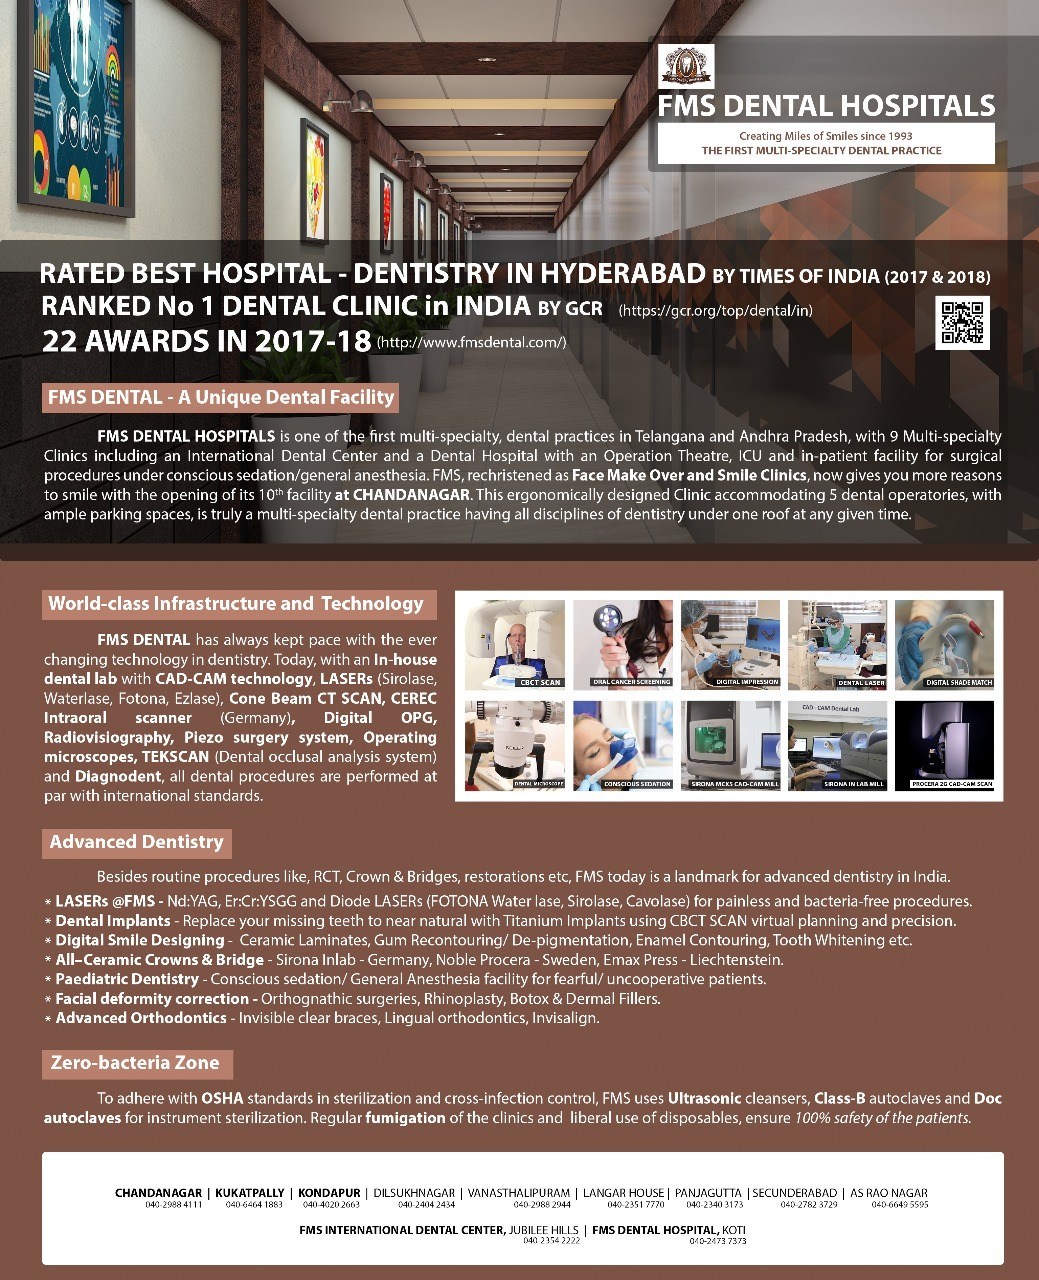 FMS DENTAL HOSPITALS
Creating Miles of Smiles since 1993
THE FIRST MULTI-SPECIALTY DENTAL PRACTICE
RATED BEST HOSPITAL - DENTISTRY IN HYDERABAD BY TIMES OF INDIA (2017 & 2018)
RANKED No 1 DENTAL CLINIC in INDIA BY GCR (https://gcr.org/top/dental/in)
22 AWARDS IN 2017-18 (http://www.fmsdental.com/)
FMS DENTAL - A Unique Dental Facility
FMS DENTAL HOSPITALS is one of the first multi-specialty, dental practices in Telangana and Andhra Pradesh, with 9 Multi-specialty
Clinics including an International Dental Center and a Dental Hospital with an Operation Theatre, ICU and in-patient facility for surgical
procedures under conscious sedation/general anesthesia. FMS, rechristened as Face Make Over and Smile Clinics, now gives you more reasons
to smile with the opening of its 10th facility at CHANDANAGAR. This ergonomically designed Clinic accommodating 5 dental operatories, with
ample parking spaces, is truly a multi-specialty dental practice having all disciplines of dentistry under one roof at any given time.
World-class Infrastructure and Technology
FMS DENTAL has always kept pace with the ever
changing technology in dentistry. Today, with an In-house
dental lab with CAD-CAM technology, LASERs (Sirolase,
Waterlase, Fotona, Ezlase), Cone Beam CT SCAN, CEREC
Intraoral scanner (Germany), Digital OPG,
Radiovisiography, Piezo surgery system, Operating
microscopes, TEKSCAN (Dental occlusal analysis system)
and Diagnodent, all dental procedures are performed at
par with international standards.
CBCT SCAN
ORAL CANCER SCREENING
DIGITAL IMPRESSION
DENTAL LASER
DIGITAL SHADE MATCH
CAD - CAM Dental Lab
DENTAL MICROSCOPE
CONSCIOUS SEDATION
SIRONA MCX5 CAD-CAM MILL
SIRONA IN LAB MILL
PROCERA 2G CAD-CAM SCAN
Advanced Dentistry
Besides routine procedures like, RCT, Crown & Bridges, restorations etc, FMS today is a landmark for advanced dentistry in India.
* LASERs @FMS - Nd:YAG, Er:Cr:YSGG and Diode LASERs (FOTONA Water lase, Sirolase, Cavolase) for painless and bacteria-free procedures.
* Dental Implants - Replace your missing teeth to near natural with Titanium Implants using CBCT SCAN virtual planning and precision.
* Digital Smile Designing - Ceramic Laminates, Gum Recontouring/ De-pigmentation, Enamel Contouring, Tooth Whitening etc.
* All–Ceramic Crowns & Bridge - Sirona Inlab - Germany, Noble Procera - Sweden, Emax Press - Liechtenstein.
* Paediatric Dentistry - Conscious sedation/ General Anesthesia facility for fearful/ uncooperative patients.
* Facial deformity correction - Orthognathic surgeries, Rhinoplasty, Botox & Dermal Fillers.
* Advanced Orthodontics - Invisible clear braces, Lingual orthodontics, Invisalign.
Zero-bacteria Zone
To adhere with OSHA standards in sterilization and cross-infection control, FMS uses Ultrasonic cleansers, Class-B autoclaves and Doc
autoclaves for instrument sterilization. Regular fumigation of the clinics and liberal use of disposables, ensure 100% safety of the patients.
CHANDANAGAR | KUKATPALLY | KONDAPUR | DILSUKHNAGAR | VANASTHALIPURAM | LANGAR HOUSE | PANJAGUTTA | SECUNDERABAD | AS RAO NAGAR
040-2988 4111 040-6464 1883 040-4020 2663 040-2404 2434 040-2988 2944 040-2351 7770 040-2340 3173 040-2782 3729 040-6649 5595
FMS INTERNATIONAL DENTAL CENTER, JUBILEE HILLS | FMS DENTAL HOSPITAL, KOTI
040-2354 2222 040-2473 7373